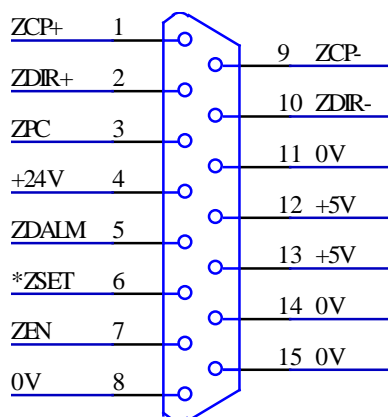 ZCP+ 1
9 ZCP-
ZDIR+ 2
10 ZDIR-
ZPC 3
11 0V
+24V 4
12 +5V
ZDALM 5
13 +5V
*ZSET 6
14 0V
ZEN 7
15 0V
0V 8